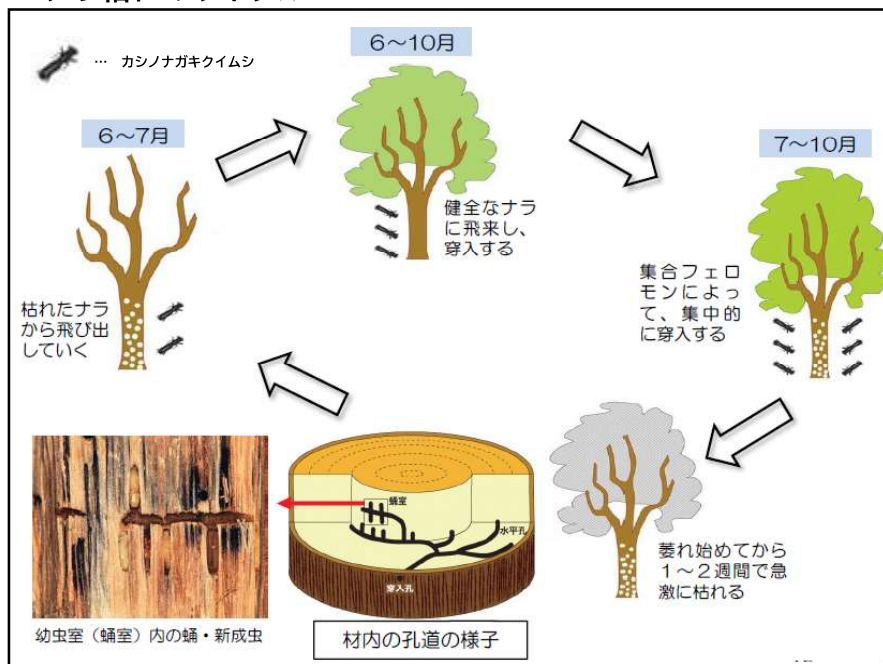 … カシノナガキクイムシ
6～7月
枯れたナラ
から飛び出
していく
6～10月
健全なナラ
に飛来し、
穿入する
7～10月
集合フェロ
モンによっ
て、集中的
に穿入する
萎れ始めてから
1～2週間で急
激に枯れる
蛹室
水平孔
穿入孔
材内の孔道の様子
幼虫室（蛹室）内の蛹・新成虫